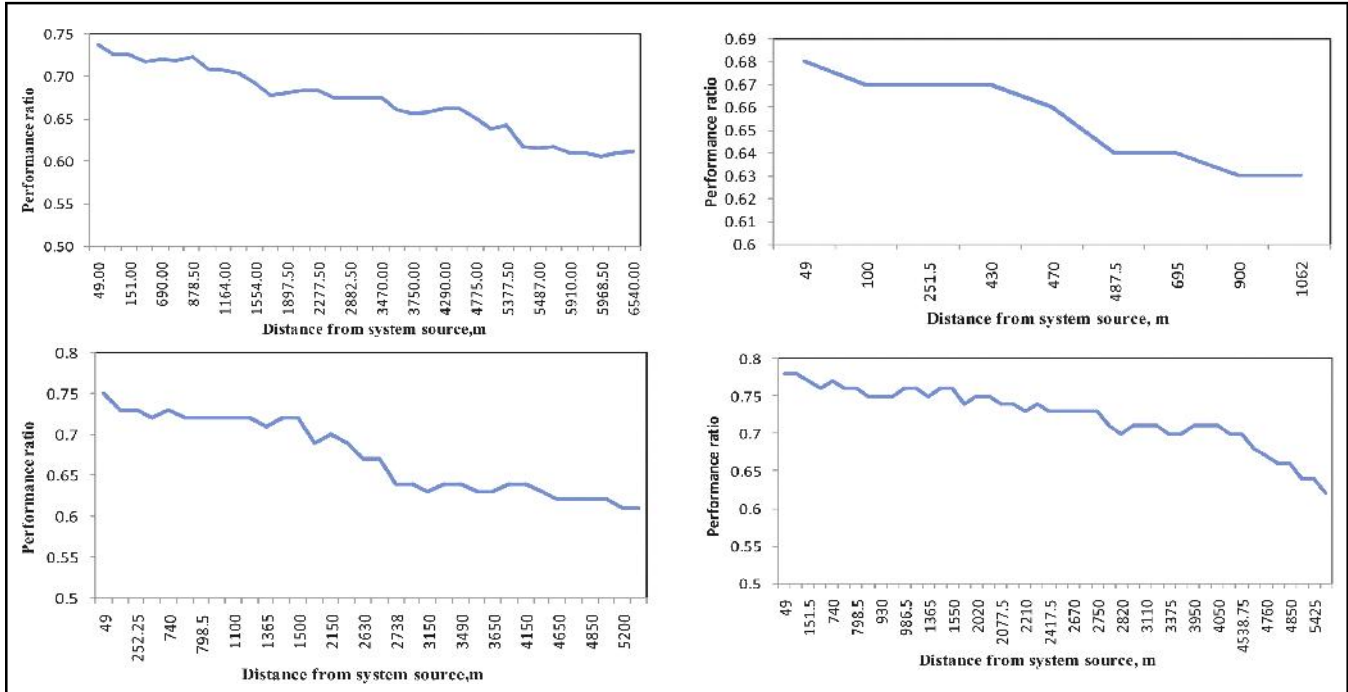 0.75
0.70
0.65
0.60
0.55
0.50
Performance ratio
49.00 151.00 690.00 878.50 1164.00 1554.00 1897.50 2277.50 2882.50 3470.00 3750.00 4290.00 4775.00 5377.50 5487.00 5910.00 5968.50 6540.00
Distance from system source,m
0.69
0.68
0.67
0.66
0.65
0.64
0.63
0.62
0.61
0.6
Performance ratio
49 100 251.5 430 470 4887.5 695 900 1062
Distance from system source, m
0.8
0.75
0.7
0.65
0.6
0.55
0.5
Performance ratio
49 252.25 740 798.5 1100 1365 1500 2150 2630 2738 3150 3490 3650 4150 4650 4850 5200
Distance from system source,m
0.8
0.75
0.7
0.65
0.6
0.55
0.5
Performance ratio
49 151.5 740 798.5 930 986.5 1365 1550 2020 2077.5 2210 2417.5 2670 2750 2820 3110 3375 3950 4050 4538.75 4760 4850 5425
Distance from system source, m